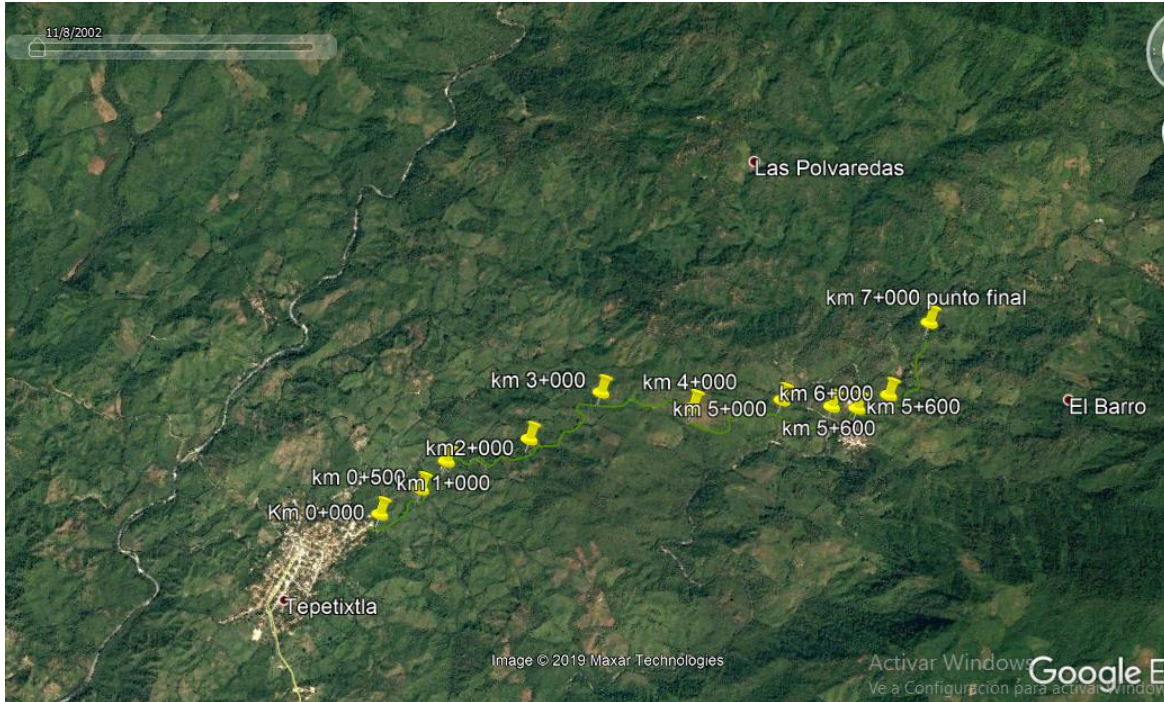 11/8/2002
Las Polvaredas
km 7+000 punto final
km 3+000
km 4+000
km 6+000
km 5+000
km 5+600
El Barro
km 5+600
km2+000
km 0+500
km 1+000
Km 0+000
Tepetixtla
Image © 2019 Maxar Technologies
Activar Windows
Google E
Ve a Configuración para activar Window